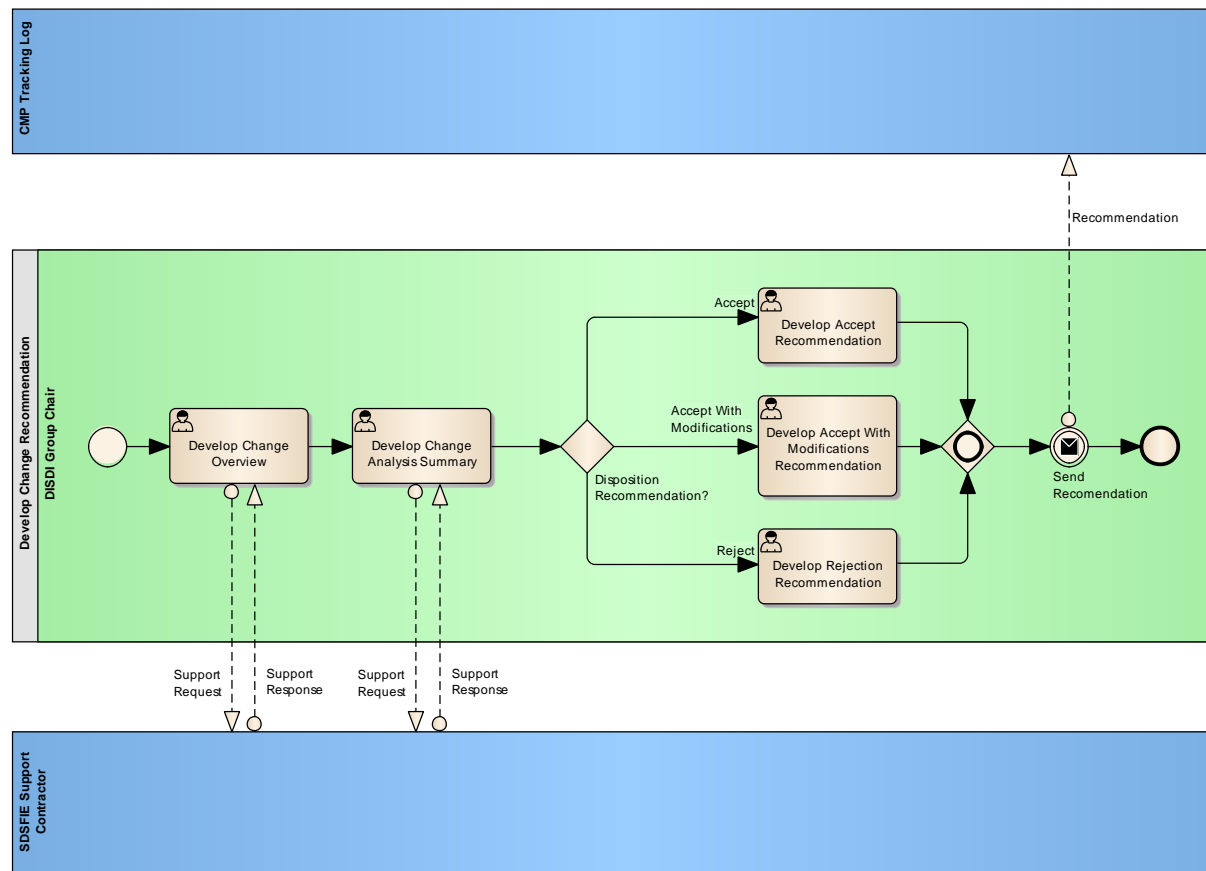 CMP Tracking Log
Recommendation
Develop Change Recommendation
DISDI Group Chair
Develop Change
Overview
Develop Change
Analysis Summary
Disposition
Recommendation?
Accept
Develop Accept
Recommendation
Accept With
Modifications
Develop Accept With
Modifications
Recommendation
Reject
Develop Rejection
Recommendation
Send
Recomendation
Support
Request
Support
Response
Support
Request
Support
Response
SDSFIE Support
Contractor